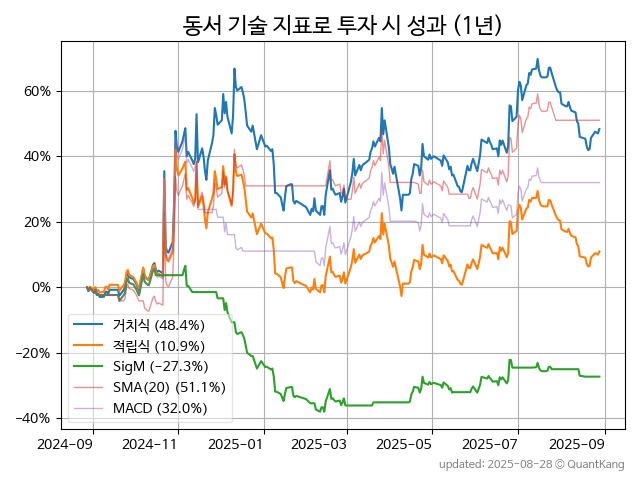 동서 기술 지표로 투자 시 성과 (1년)
60%
40%
20%
0%
−20%
−40%
거치식 (48.4%)
적립식 (10.9%)
SigM (−27.3%)
SMA(20) (51.1%)
MACD (32.0%)
2024-09
2024-11
2025-01
2025-03
2025-05
2025-07
2025-09
updated: 2025-08-28 © QuantKang